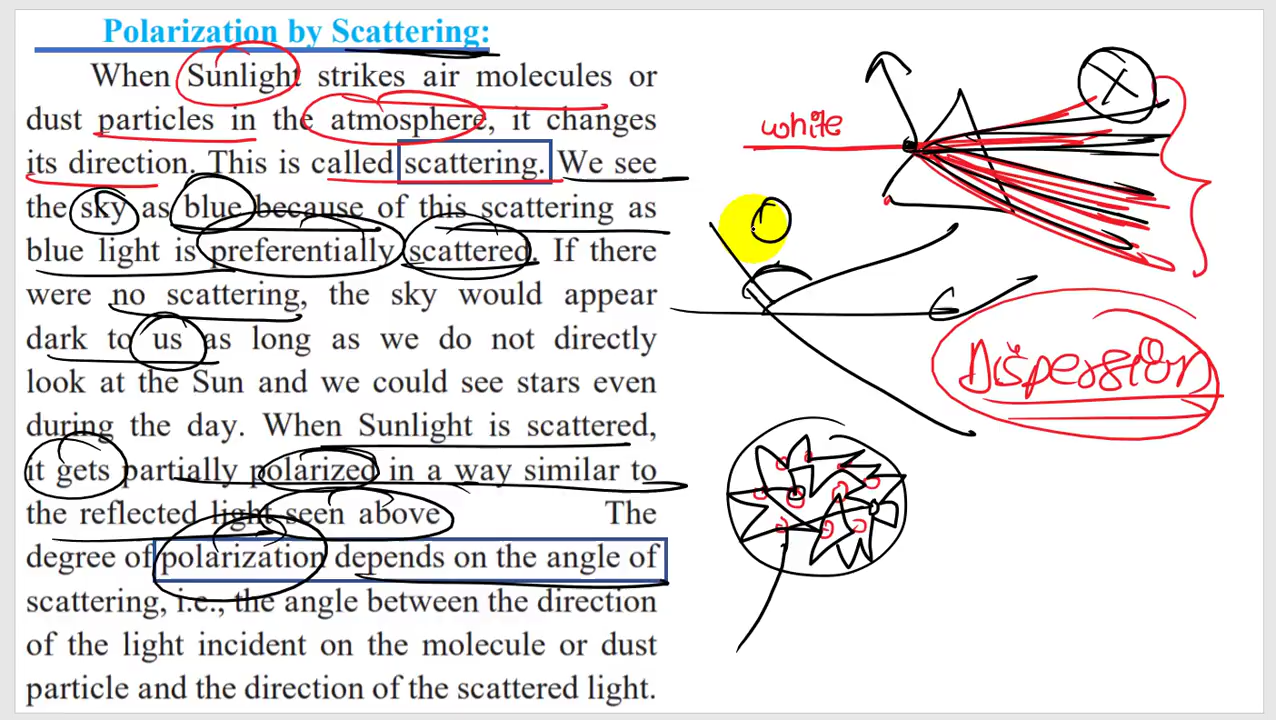 Polarization by Scattering:
When Sunlight strikes air molecules or
dust particles in the atmosphere, it changes
its direction. This is called scattering. We see
the sky as blue because of this scattering as
blue light is preferentially scattered. If there
were no scattering, the sky would appear
dark to us as long as we do not directly
look at the Sun and we could see stars even
during the day. When Sunlight is scattered,
it gets partially polarized in a way similar to
the reflected light seen above The
degree of polarization depends on the angle of
scattering, i.e., the angle between the direction
of the light incident on the molecule or dust
particle and the direction of the scattered light.
white
X
Dispersion